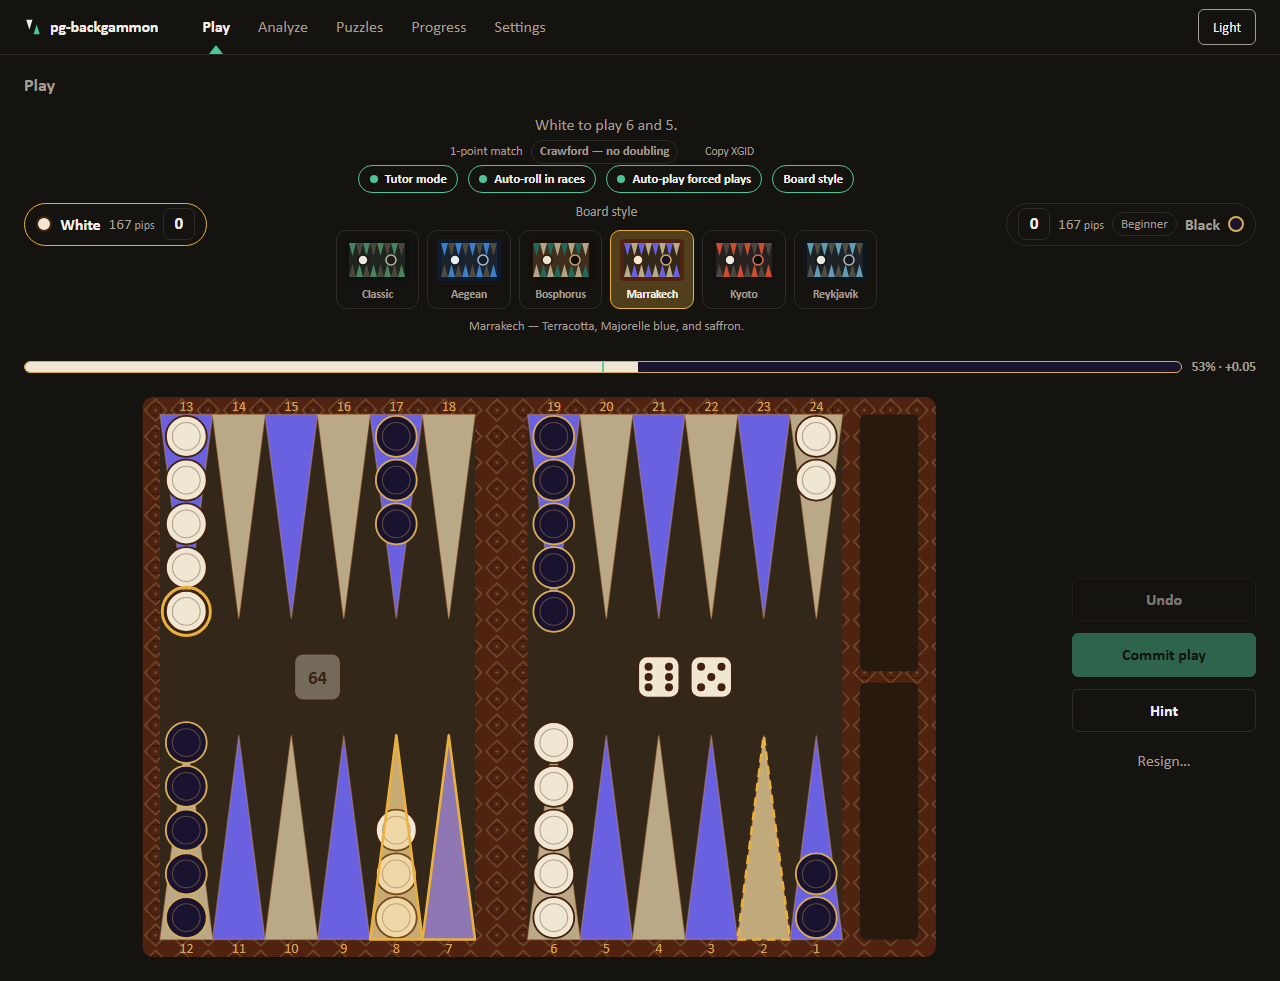 pg-backgammon Play Analyze Puzzles Progress Settings Light
Play
White to play 6 and 5.
1-point match Crawford — no doubling Copy XGID
Tutor mode Auto-roll in races Auto-play forced plays Board style
White 167 pips 0
Board style
0 167 pips Beginner Black
Classic Aegean Bosphorus Marrakech Kyoto Reykjavik
Marrakech — Terracotta, Majorelle blue, and saffron.
53% · +0.05
13 14 15 16 17 18 19 20 21 22 23 24
64
12 11 10 9 8 7 6 5 4 3 2 1
Undo
Commit play
Hint
Resign...